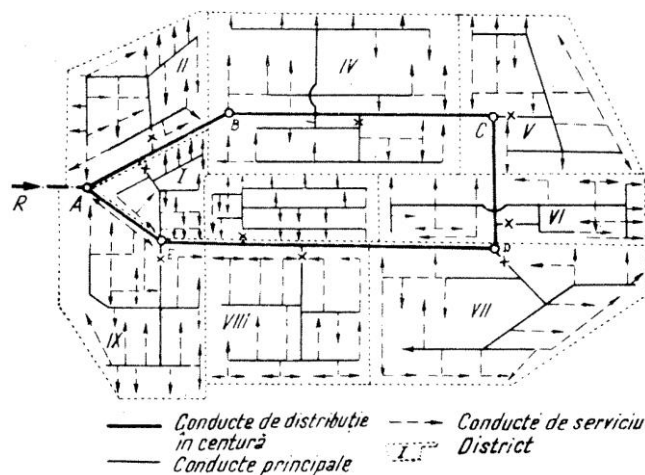 II
IV
B
C
V
I
R
A
VI
E
D
IX
VIII
VII
Conducte de distribuție
în centură
Conducte principale
Conducte de serviciu
I
District